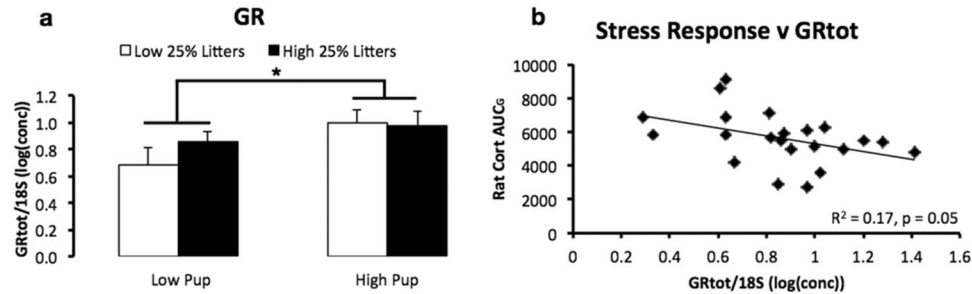 a
GR
Low 25% Litters
High 25% Litters
*
GRtot/18S (log(conc))
1.2
1.0
0.8
0.6
0.4
0.2
0.0
Low Pup
High Pup
b
Stress Response v GRtot
Rat Cort AUCG
10000
8000
6000
4000
2000
0
R² = 0.17, p = 0.05
0
0.2
0.4
0.6
0.8
1
1.2
1.4
1.6
GRtot/18S (log(conc))